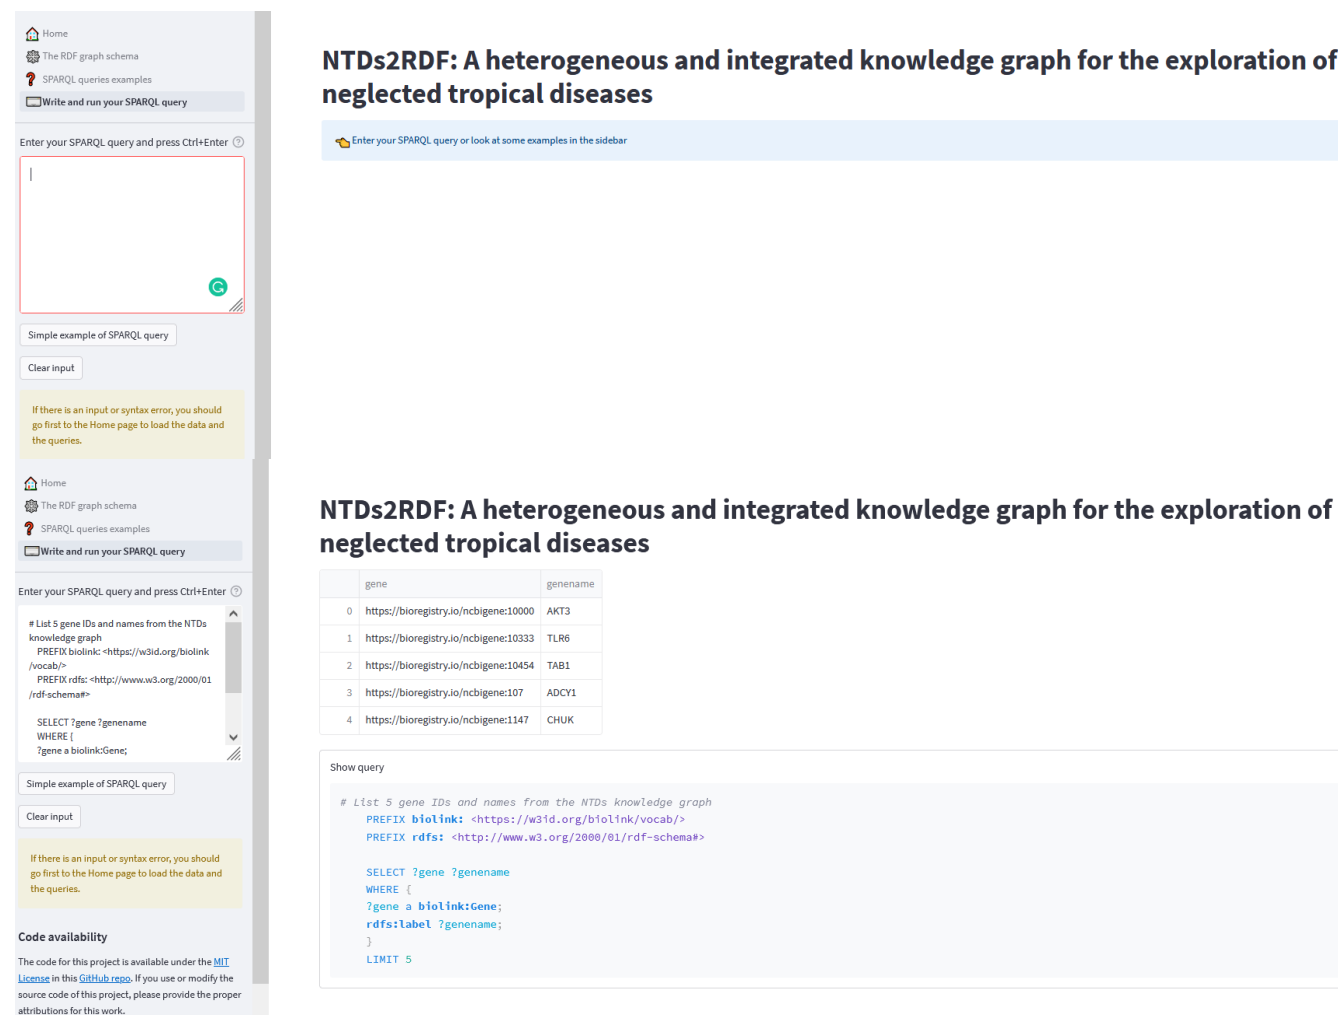 Home
The RDF graph schema
SPARQL queries examples
Write and run your SPARQL query
Enter your SPARQL query and press Ctrl+Enter
Simple example of SPARQL query
Clear input
If there is an input or syntax error, you should
go first to the Home page to load the data and
the queries.
NTDs2RDF: A heterogeneous and integrated knowledge graph for the exploration of
neglected tropical diseases
Enter your SPARQL query or look at some examples in the sidebar
Home
The RDF graph schema
SPARQL queries examples
Write and run your SPARQL query
Enter your SPARQL query and press Ctrl+Enter
# List 5 gene IDs and names from the NTDs
knowledge graph
PREFIX biolink: <https://w3id.org/biolink
/vocab/>
PREFIX rdfs: <http://www.w3.org/2000/01
/rdf-schema#>
SELECT ?gene ?genename
WHERE {
?gene a biolink:Gene;
Simple example of SPARQL query
Clear input
If there is an input or syntax error, you should
go first to the Home page to load the data and
the queries.
Code availability
The code for this project is available under the MIT
License in this GitHub repo. If you use or modify the
source code of this project, please provide the proper
attributions for this work.
NTDs2RDF: A heterogeneous and integrated knowledge graph for the exploration of
neglected tropical diseases
gene genename
0 https://bioregistry.io/ncbigene:10000 AKT3
1 https://bioregistry.io/ncbigene:10333 TLR6
2 https://bioregistry.io/ncbigene:10454 TAB1
3 https://bioregistry.io/ncbigene:107 ADCY1
4 https://bioregistry.io/ncbigene:1147 CHUK
Show query
# List 5 gene IDs and names from the NTDs knowledge graph
PREFIX biolink: <https://w3id.org/biolink/vocab/>
PREFIX rdfs: <http://www.w3.org/2000/01/rdf-schema#>
SELECT ?gene ?genename
WHERE {
?gene a biolink:Gene;
rdfs:label ?genename;
}
LIMIT 5